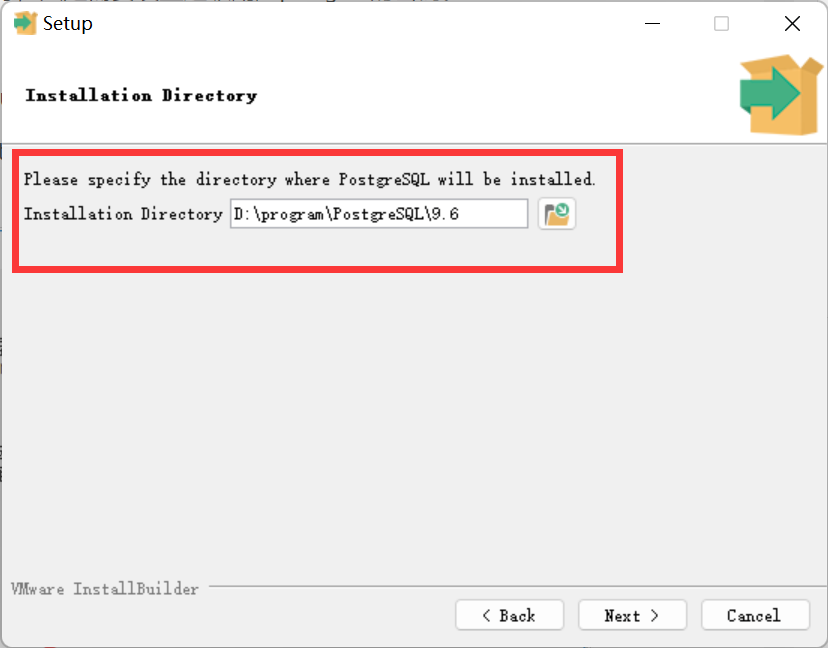 Setup
Installation Directory
Please specify the directory where PostgreSQL will be installed.
Installation Directory D:\program\PostgreSQL\9.6
VMware InstallBuilder
< Back Next > Cancel